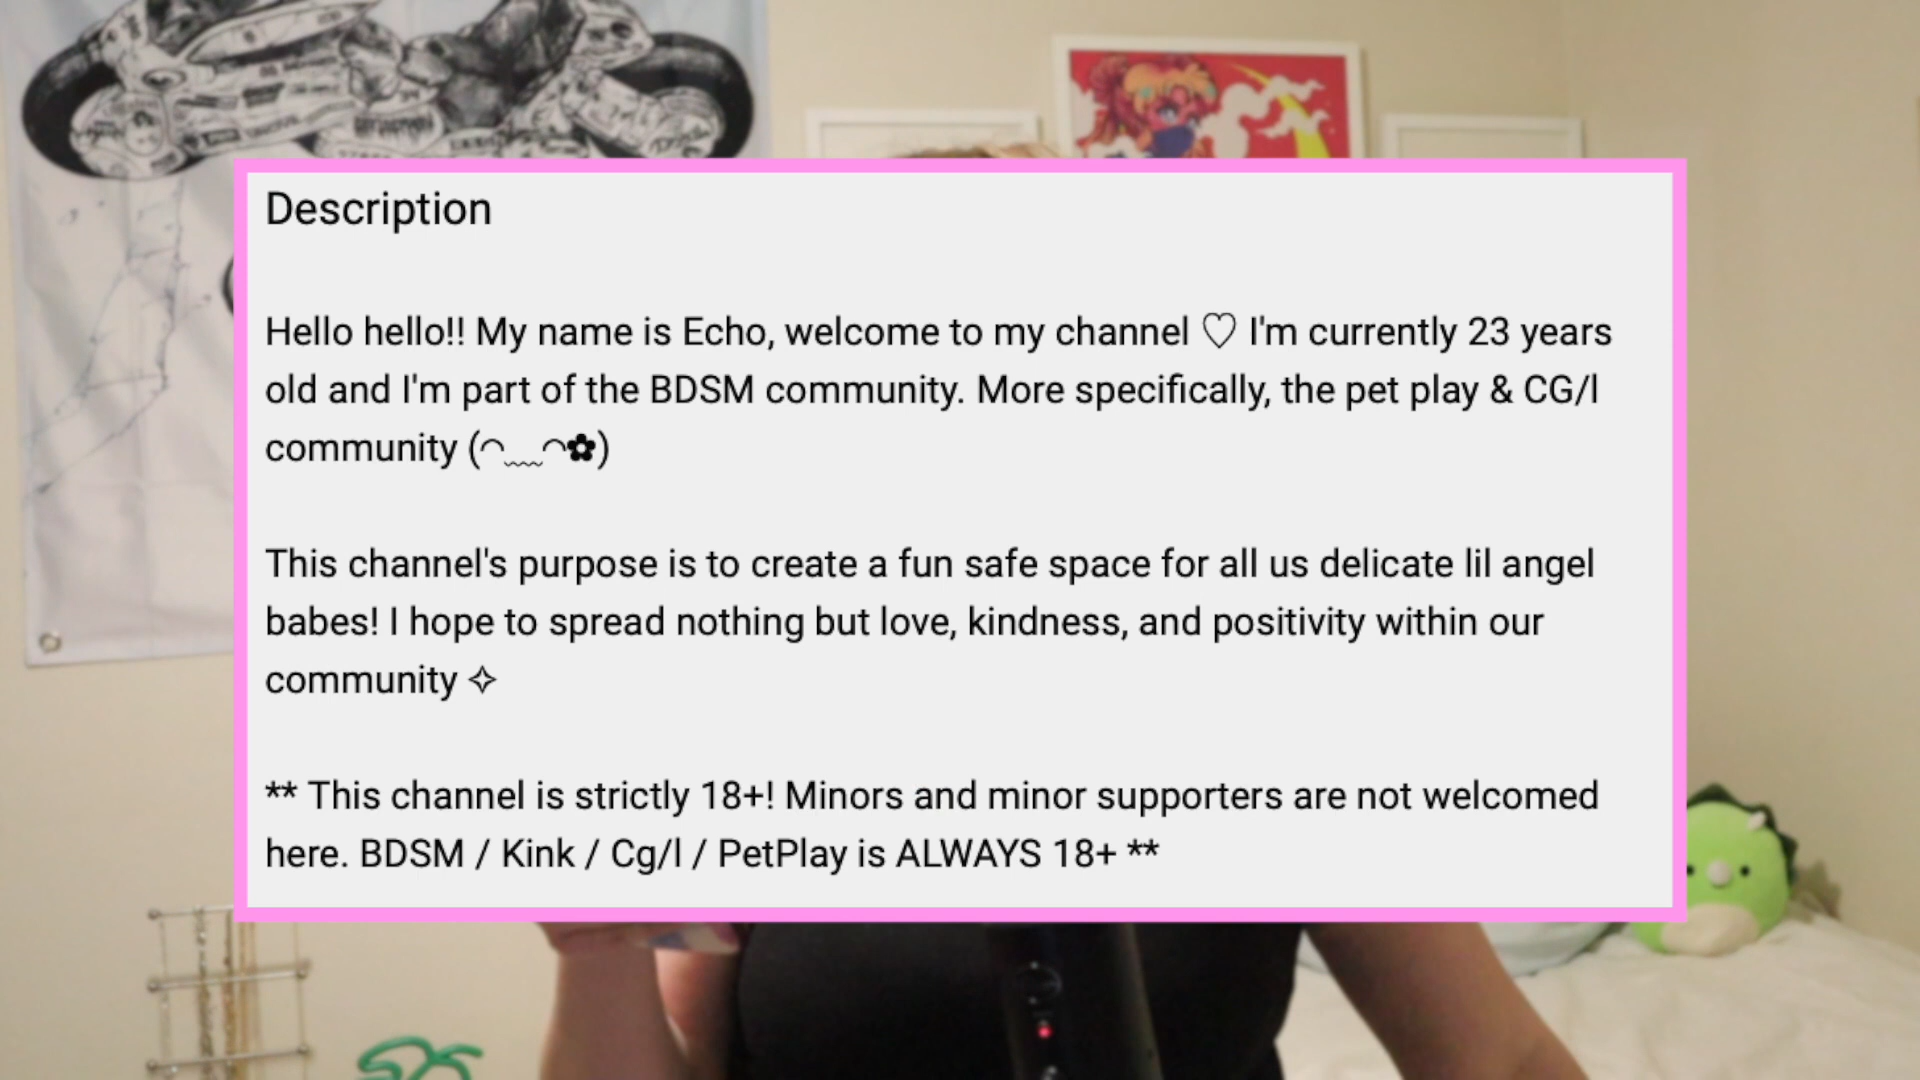 Description
Hello hello!! My name is Echo, welcome to my channel ♡ I'm currently 23 years
old and I'm part of the BDSM community. More specifically, the pet play & CG/l
community (◠﹏◠✿)
This channel's purpose is to create a fun safe space for all us delicate lil angel
babes! I hope to spread nothing but love, kindness, and positivity within our
community ✧
** This channel is strictly 18+! Minors and minor supporters are not welcomed
here. BDSM / Kink / Cg/l / PetPlay is ALWAYS 18+ **